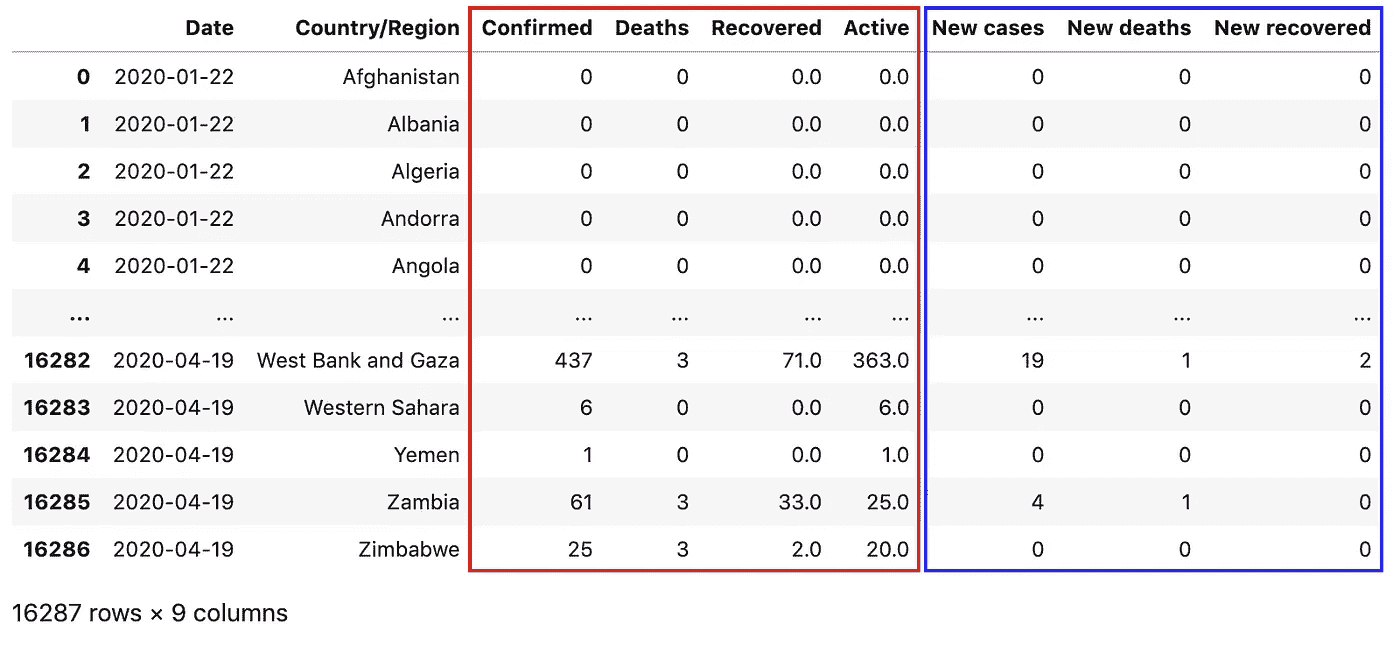 Date Country/Region Confirmed Deaths Recovered Active New cases New deaths New recovered
0 2020-01-22 Afghanistan 0 0 0.0 0.0 0 0 0
1 2020-01-22 Albania 0 0 0.0 0.0 0 0 0
2 2020-01-22 Algeria 0 0 0.0 0.0 0 0 0
3 2020-01-22 Andorra 0 0 0.0 0.0 0 0 0
4 2020-01-22 Angola 0 0 0.0 0.0 0 0 0
... ... ... ... ... ... ... ... ... ...
16282 2020-04-19 West Bank and Gaza 437 3 71.0 363.0 19 1 2
16283 2020-04-19 Western Sahara 6 0 0.0 6.0 0 0 0
16284 2020-04-19 Yemen 1 0 0.0 1.0 0 0 0
16285 2020-04-19 Zambia 61 3 33.0 25.0 4 1 0
16286 2020-04-19 Zimbabwe 25 3 2.0 20.0 0 0 0
16287 rows × 9 columns